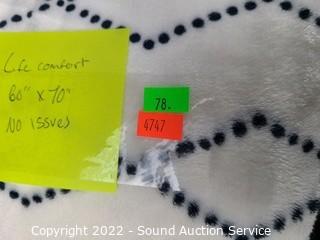 Life comfort
60" x 70"
No issues
78.
4747
Copyright 2022 - Sound Auction Service